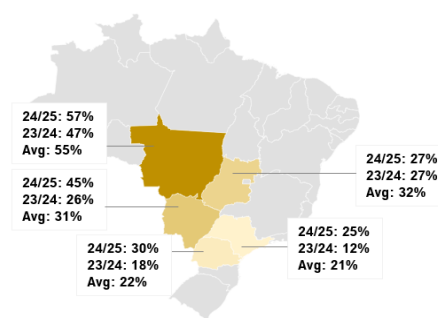 24/25: 57%
23/24: 47%
Avg: 55%
24/25: 27%
23/24: 27%
Avg: 32%
24/25: 45%
23/24: 26%
Avg: 31%
24/25: 25%
23/24: 12%
Avg: 21%
24/25: 30%
23/24: 18%
Avg: 22%